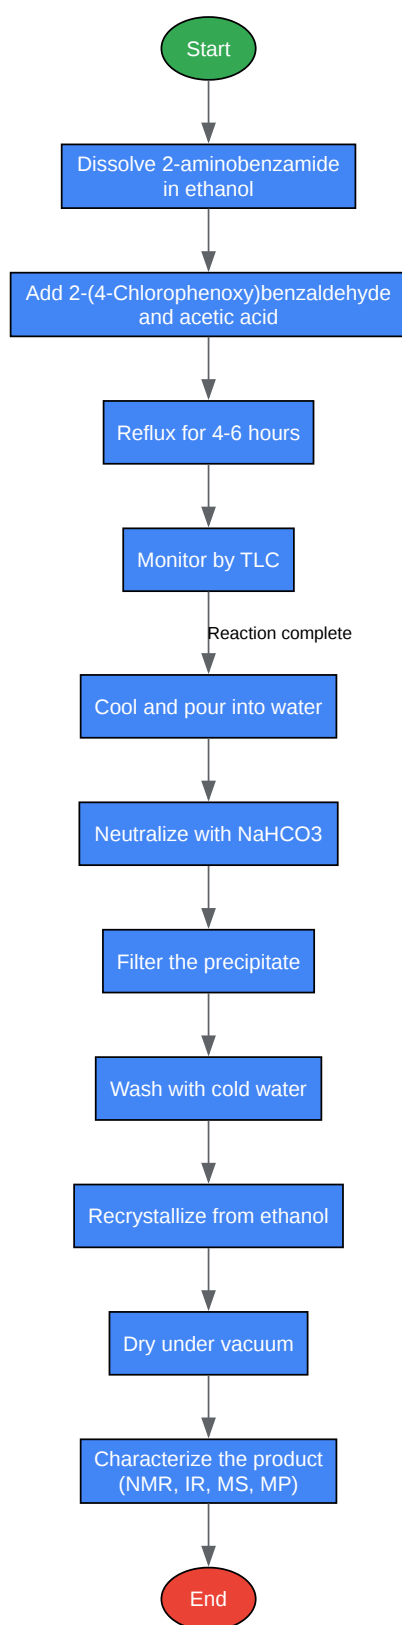 Start
Dissolve 2-aminobenzamide
in ethanol
Add 2-(4-Chlorophenoxy)benzaldehyde
and acetic acid
Reflux for 4-6 hours
Monitor by TLC
Reaction complete
Cool and pour into water
Neutralize with NaHCO3
Filter the precipitate
Wash with cold water
Recrystallize from ethanol
Dry under vacuum
Characterize the product
(NMR, IR, MS, MP)
End